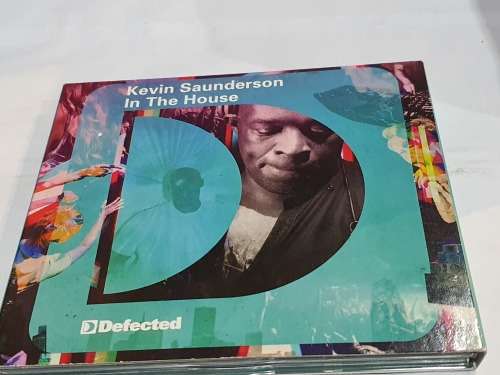 Kevin Saunderson
In The House
Defected